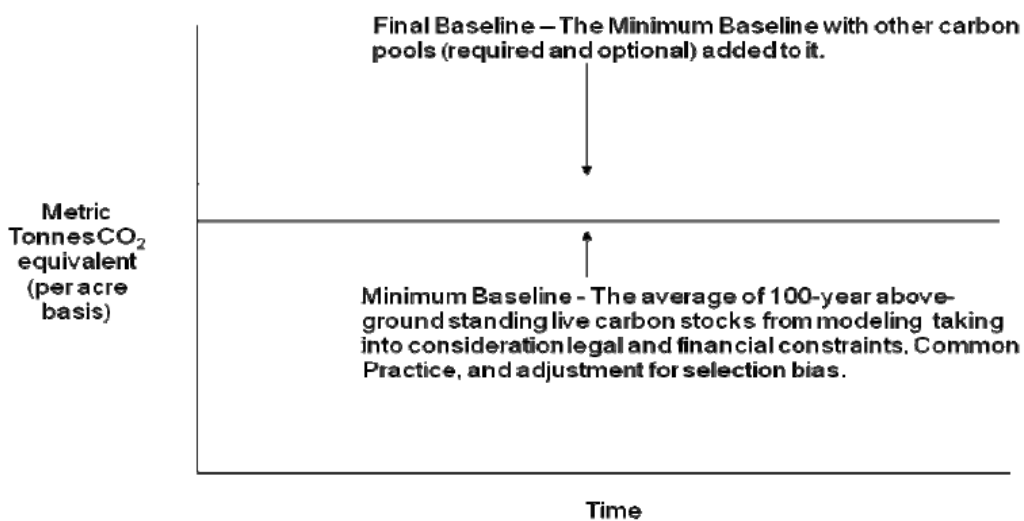 Final Baseline – The Minimum Baseline with other carbon
pools (required and optional) added to it.
Metric
TonnesCO₂
equivalent
(per acre
basis)
Minimum Baseline - The average of 100-year above-
ground standing live carbon stocks from modeling taking
into consideration legal and financial constraints, Common
Practice, and adjustment for selection bias.
Time